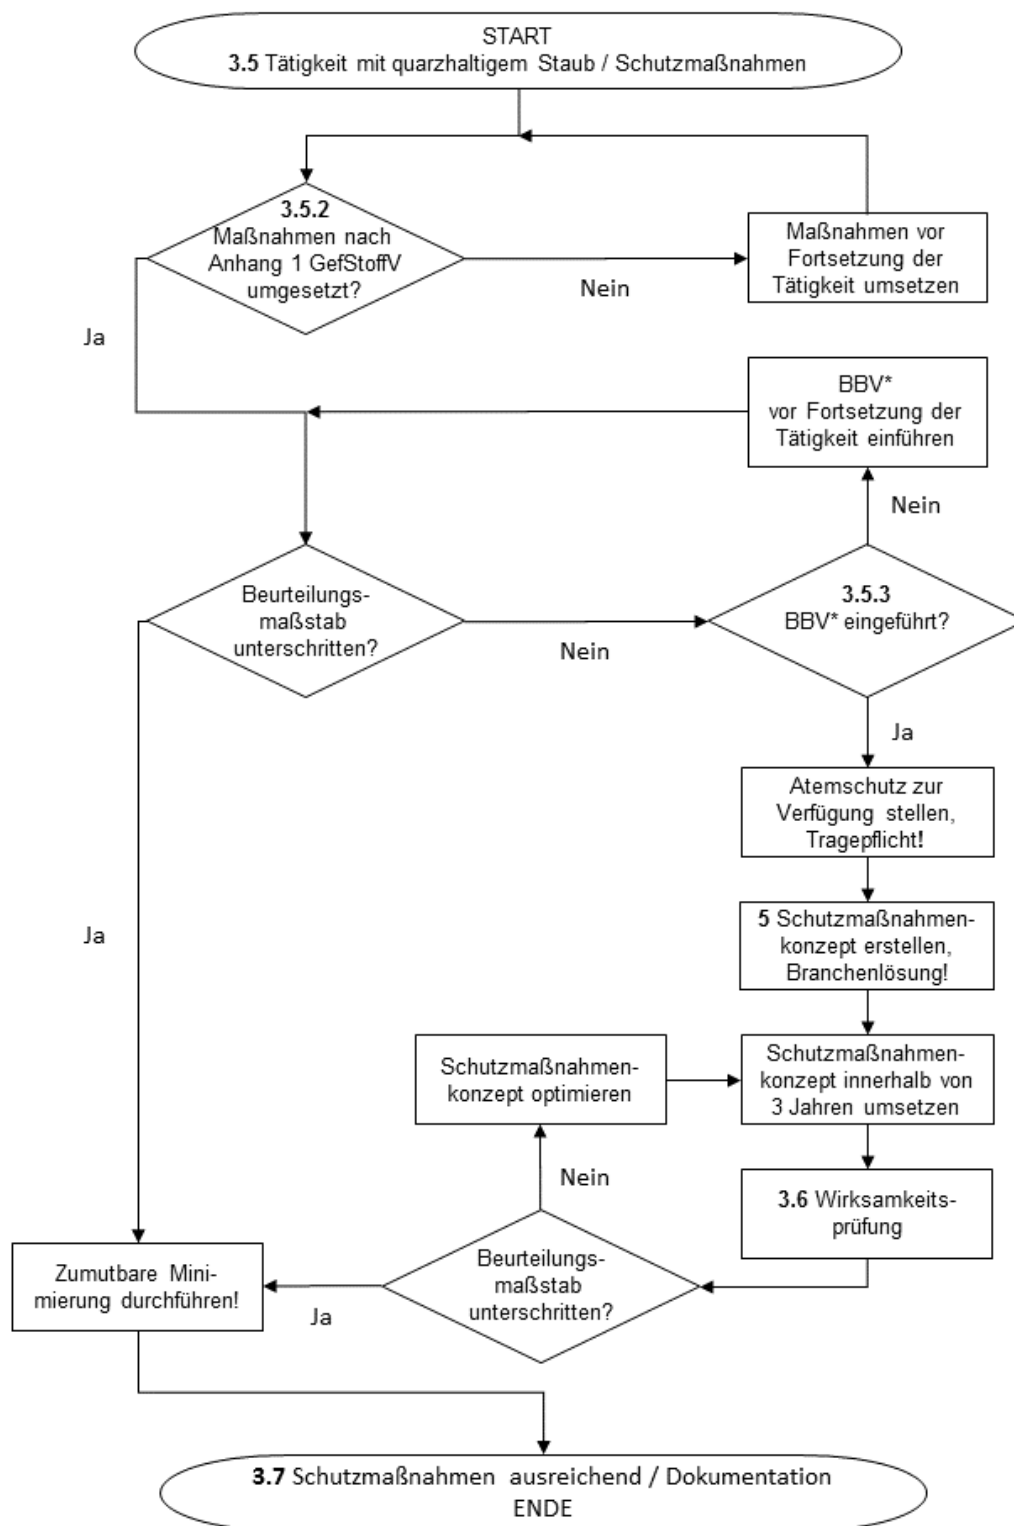 START
3.5 Tätigkeit mit quarzhaltigem Staub / Schutzmaßnahmen
3.5.2
Maßnahmen nach
Anhang 1 GefStoffV
umgesetzt?
Nein
Maßnahmen vor
Fortsetzung der
Tätigkeit umsetzen
Ja
BBV*
vor Fortsetzung der
Tätigkeit einführen
Nein
Beurteilungs-
maßstab
unterschritten?
Nein
3.5.3
BBV* eingeführt?
Ja
Atemschutz zur
Verfügung stellen,
Tragepflicht!
Ja
5 Schutzmaßnahmen-
konzept erstellen,
Branchenlösung!
Schutzmaßnahmen-
konzept optimieren
Schutzmaßnahmen-
konzept innerhalb von
3 Jahren umsetzen
Nein
3.6 Wirksamkeits-
prüfung
Beurteilungs-
maßstab
unterschritten?
Ja
Zumutbare Mini-
mierung durchführen!
3.7 Schutzmaßnahmen ausreichend / Dokumentation
ENDE